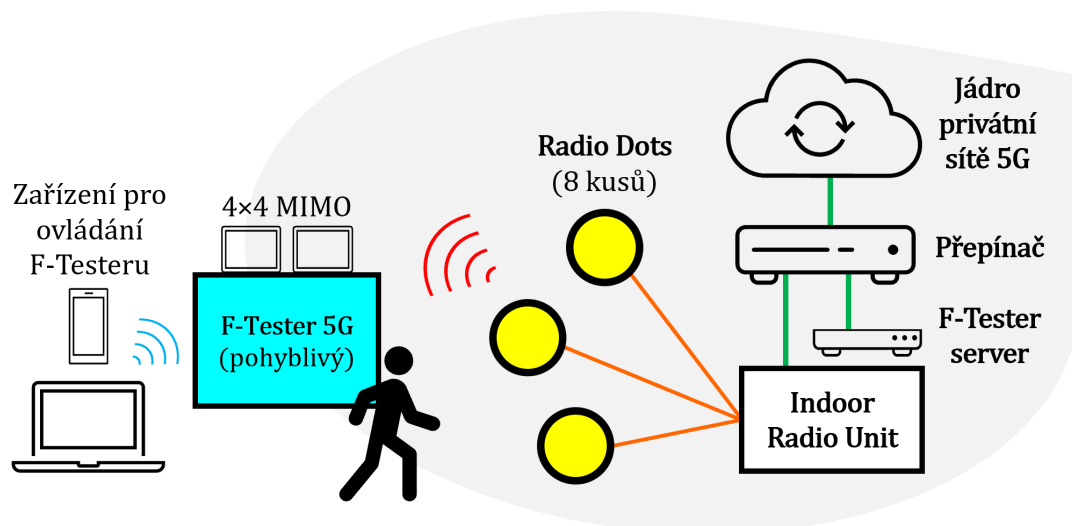 Zařízení pro
ovládání
F-Testeru
4×4 MIMO
F-Tester 5G
(pohyblivý)
Radio Dots
(8 kusů)
Jádro
privátní
sítě 5G
Přepínač
F-Tester
server
Indoor
Radio Unit